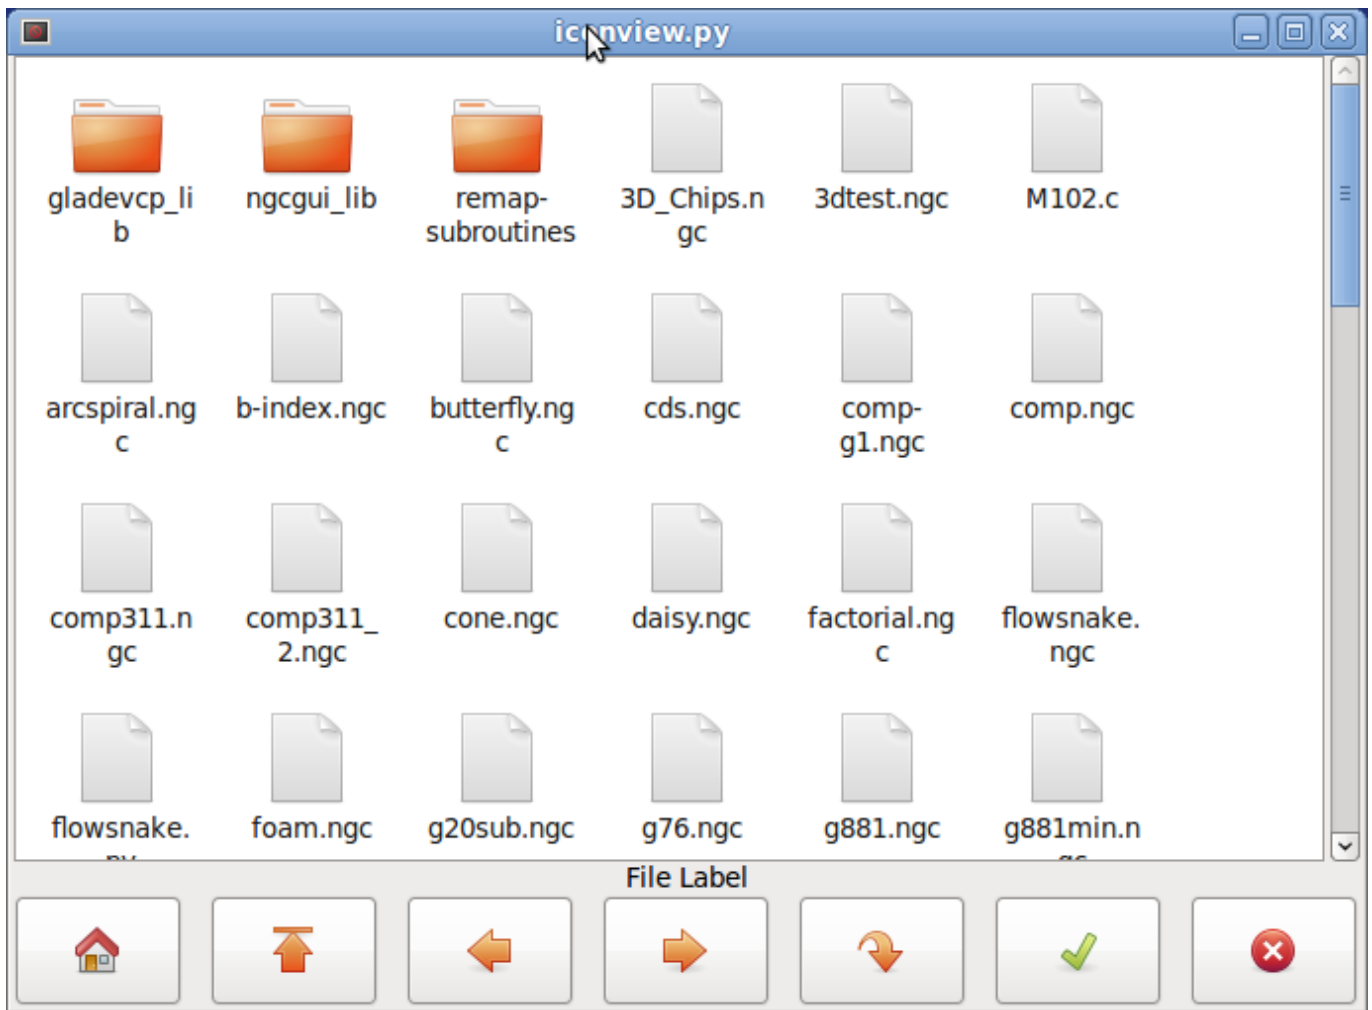 iconview.py
gladevcp_li
b
ngcgui_lib
remap-
subroutines
3D_Chips.n
gc
3dtest.ngc
M102.c
arcspiral.ng
c
b-index.ngc
butterfly.ng
c
cds.ngc
comp-
g1.ngc
comp.ngc
comp311.n
gc
comp311_
2.ngc
cone.ngc
daisy.ngc
factorial.ng
c
flowsnake.
ngc
flowsnake.
py
foam.ngc
g20sub.ngc
g76.ngc
g881.ngc
g881min.n
gc
File Label